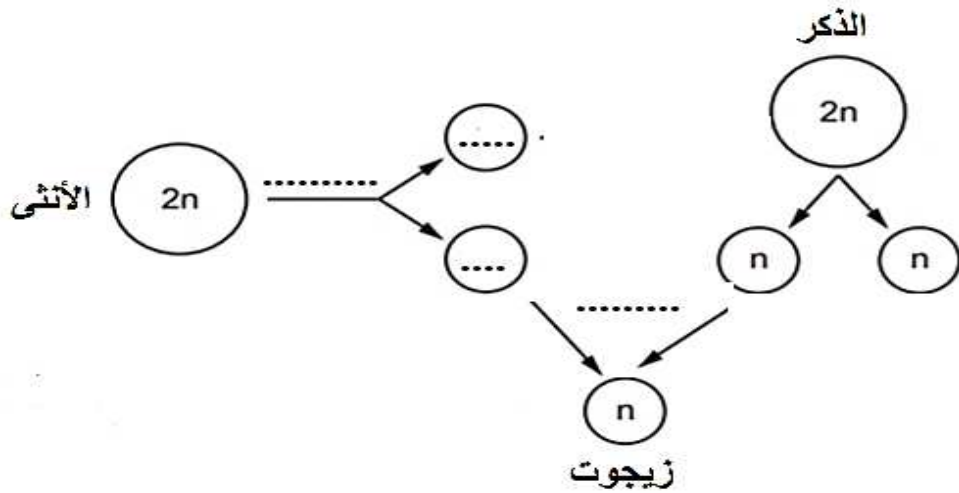 الذكر
2n
.....
2n
الأنثى
............
....
n
n
.........
n
زيجوت